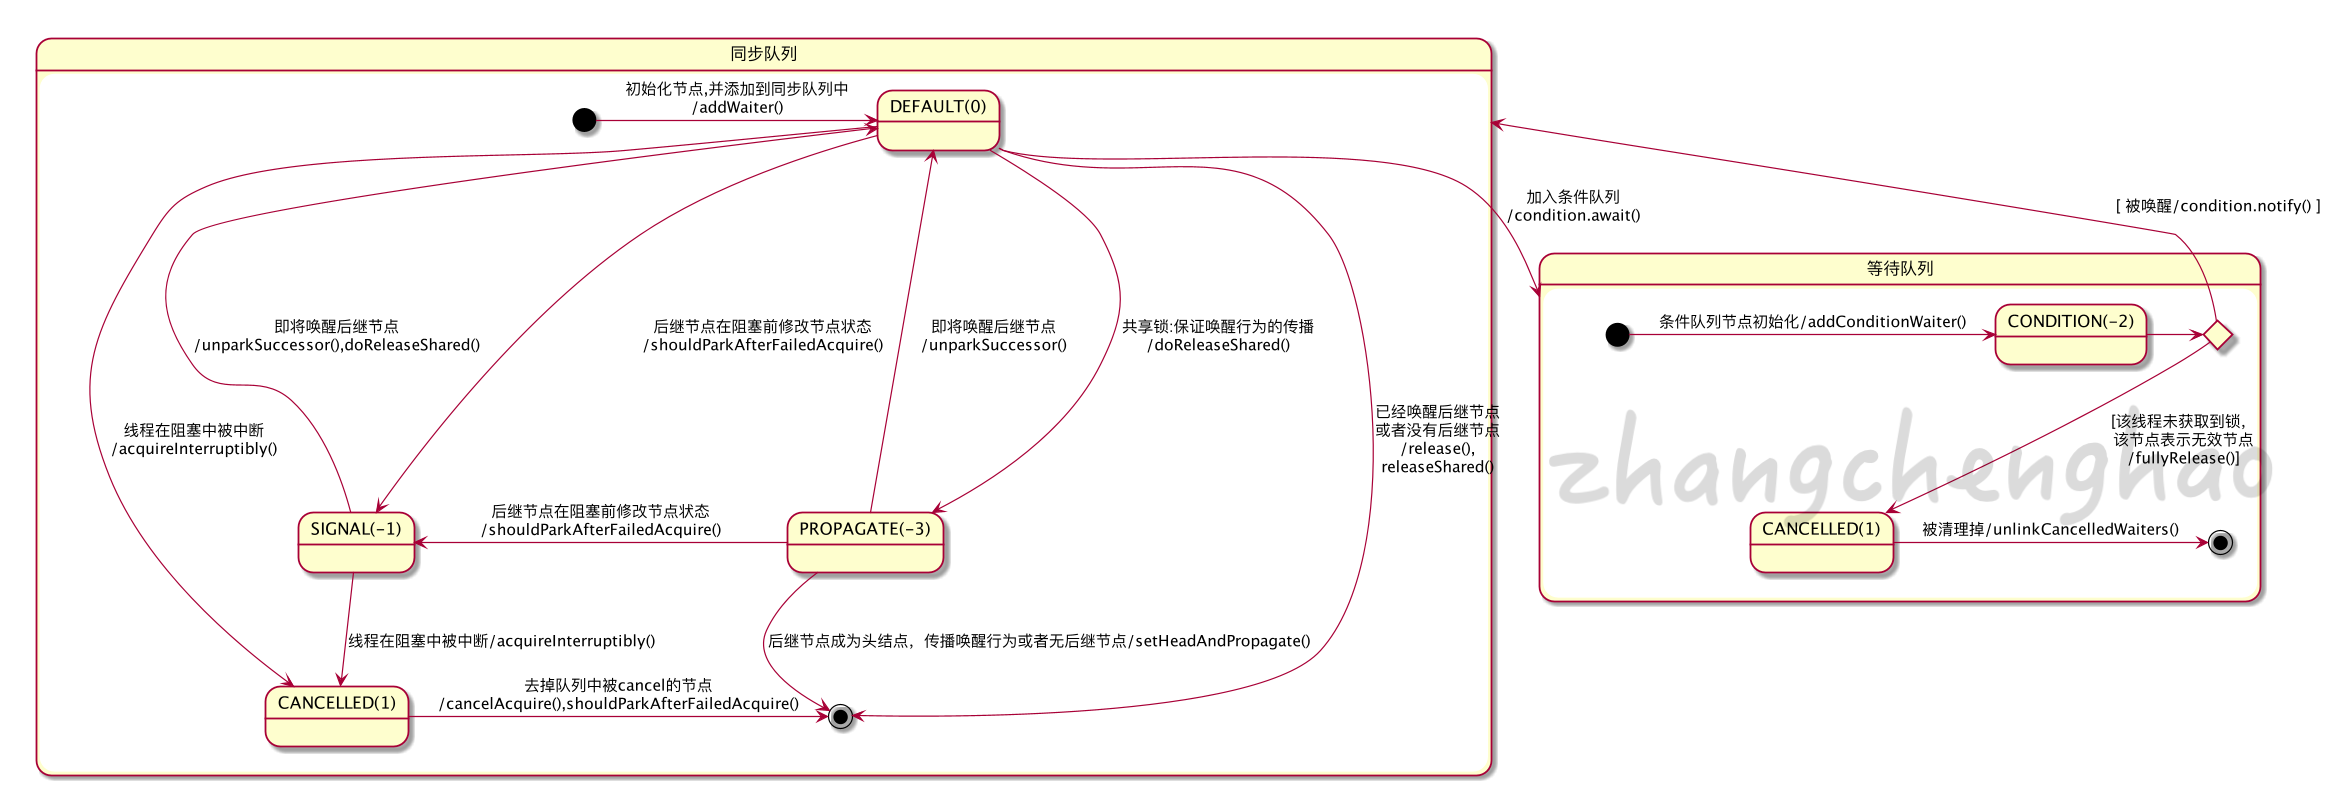 同步队列
初始化节点,并添加到同步队列中
/addWaiter()
DEFAULT(0)
加入条件队列
/condition.await()
[ 被唤醒/condition.notify() ]
等待队列
条件队列节点初始化/addConditionWaiter()
CONDITION(-2)
即将唤醒后继节点
/unparkSuccessor(),doReleaseShared()
后继节点在阻塞前修改节点状态
/shouldParkAfterFailedAcquire()
即将唤醒后继节点
/unparkSuccessor()
共享锁:保证唤醒行为的传播
/doReleaseShared()
线程在阻塞中被中断
/acquireInterruptibly()
已经唤醒后继节点
或者没有后继节点
/release(),
releaseShared()
[该线程未获取到锁，
该节点表示无效节点
/fullyRelease()]
zhangchenghao
SIGNAL(-1)
后继节点在阻塞前修改节点状态
/shouldParkAfterFailedAcquire()
PROPAGATE(-3)
CANCELLED(1)
被清理掉/unlinkCancelledWaiters()
线程在阻塞中被中断/acquireInterruptibly()
后继节点成为头结点，传播唤醒行为或者无后继节点/setHeadAndPropagate()
CANCELLED(1)
去掉队列中被cancel的节点
/cancelAcquire(),shouldParkAfterFailedAcquire()